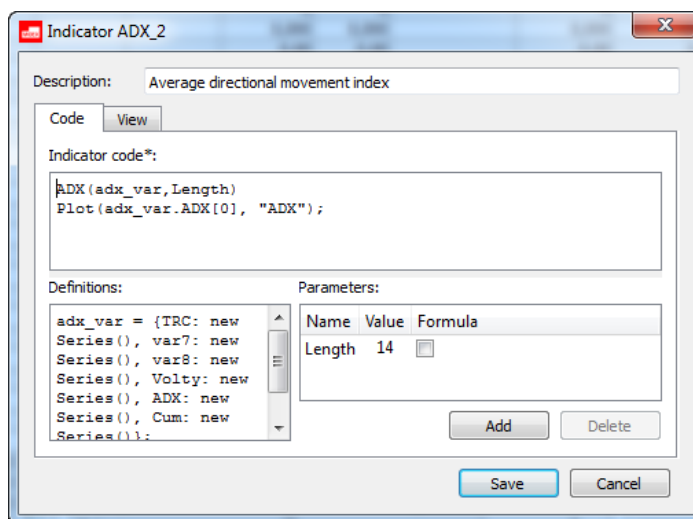 Indicator ADX_2
Description: Average directional movement index
Code View
Indicator code*:
ADX(adx_var,Length)
Plot(adx_var.ADX[0], "ADX");
Definitions:
adx_var = {TRC: new
Series(), var7: new
Series(), var8: new
Series(), Volty: new
Series(), ADX: new
Series(), Cum: new
Series()};
Parameters:
Name Value Formula
Length 14
Add Delete
Save Cancel